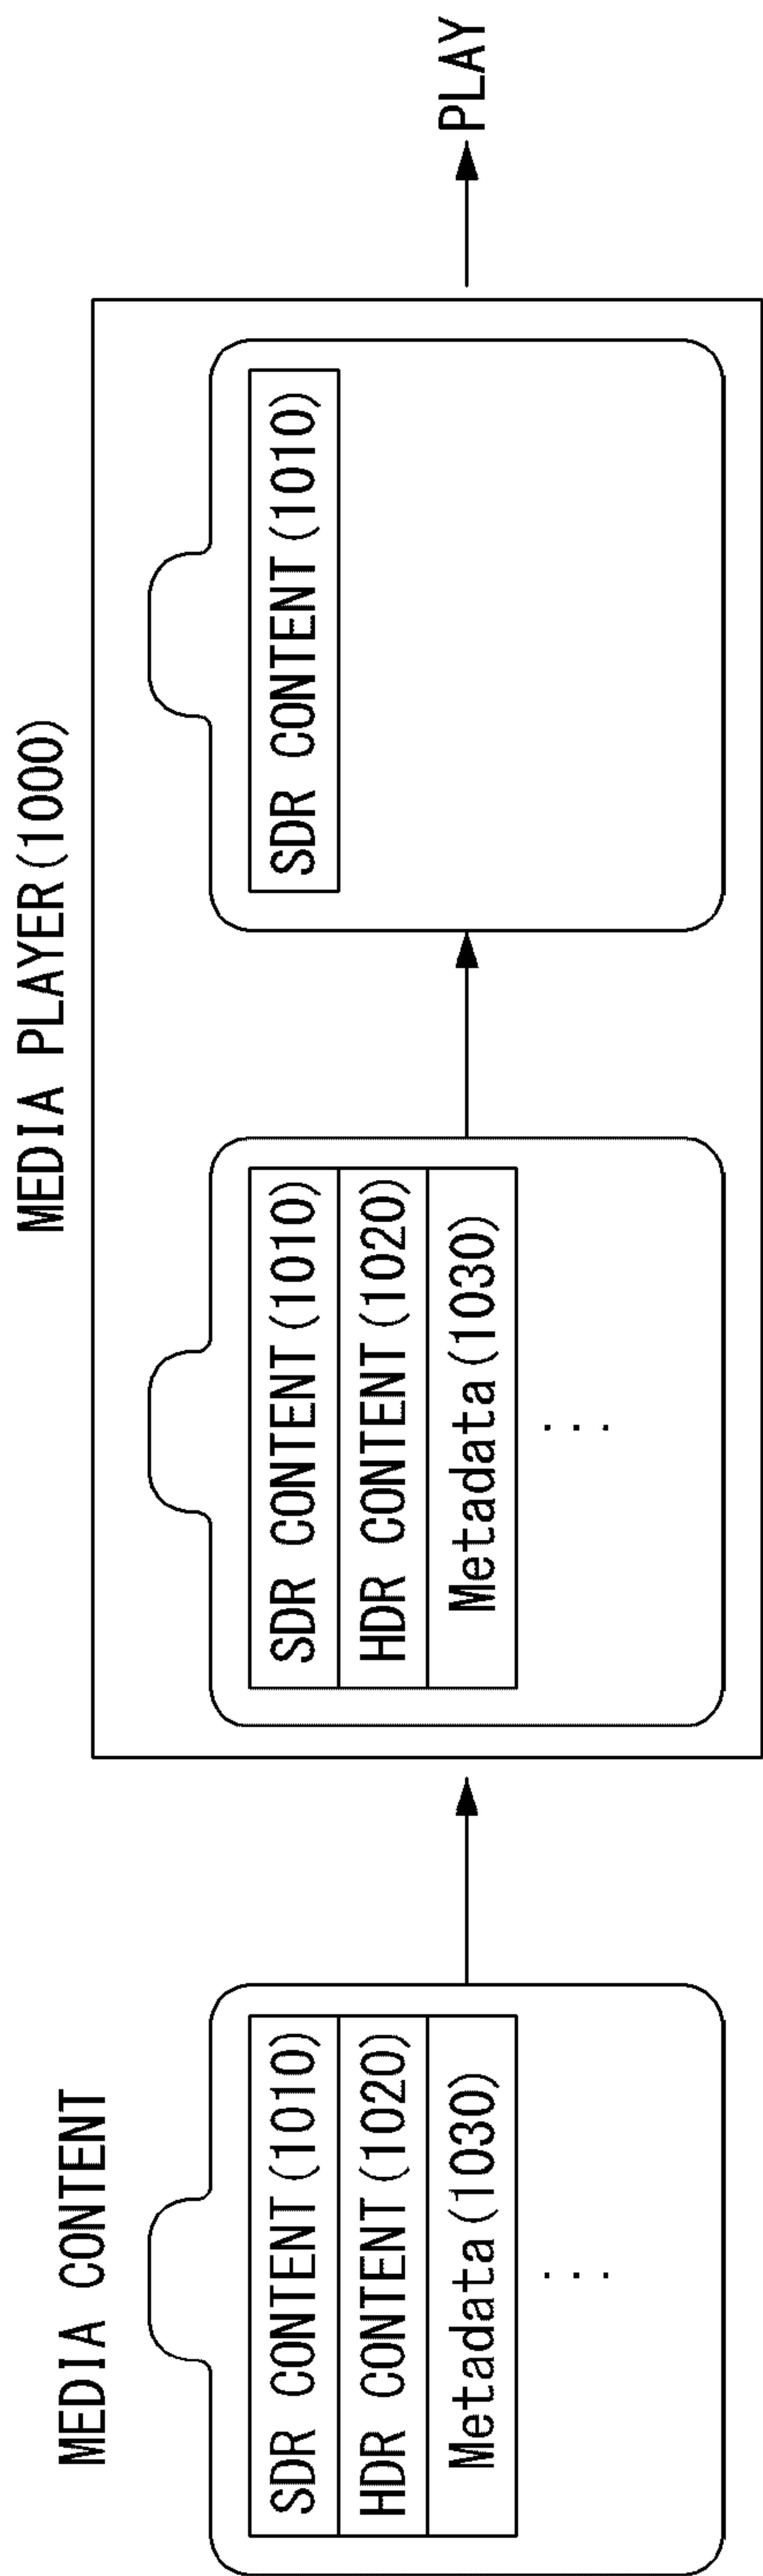 MEDIA CONTENT
SDR CONTENT(1010)
HDR CONTENT(1020)
Metadata(1030)
...
MEDIA PLAYER(1000)
SDR CONTENT(1010)
HDR CONTENT(1020)
Metadata(1030)
...
SDR CONTENT(1010)
PLAY